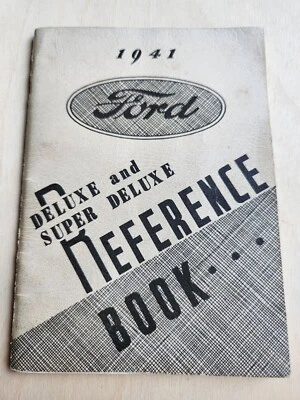 1941
Ford
DELUXE and
SUPER DELUXE
REFERENCE
BOOK...